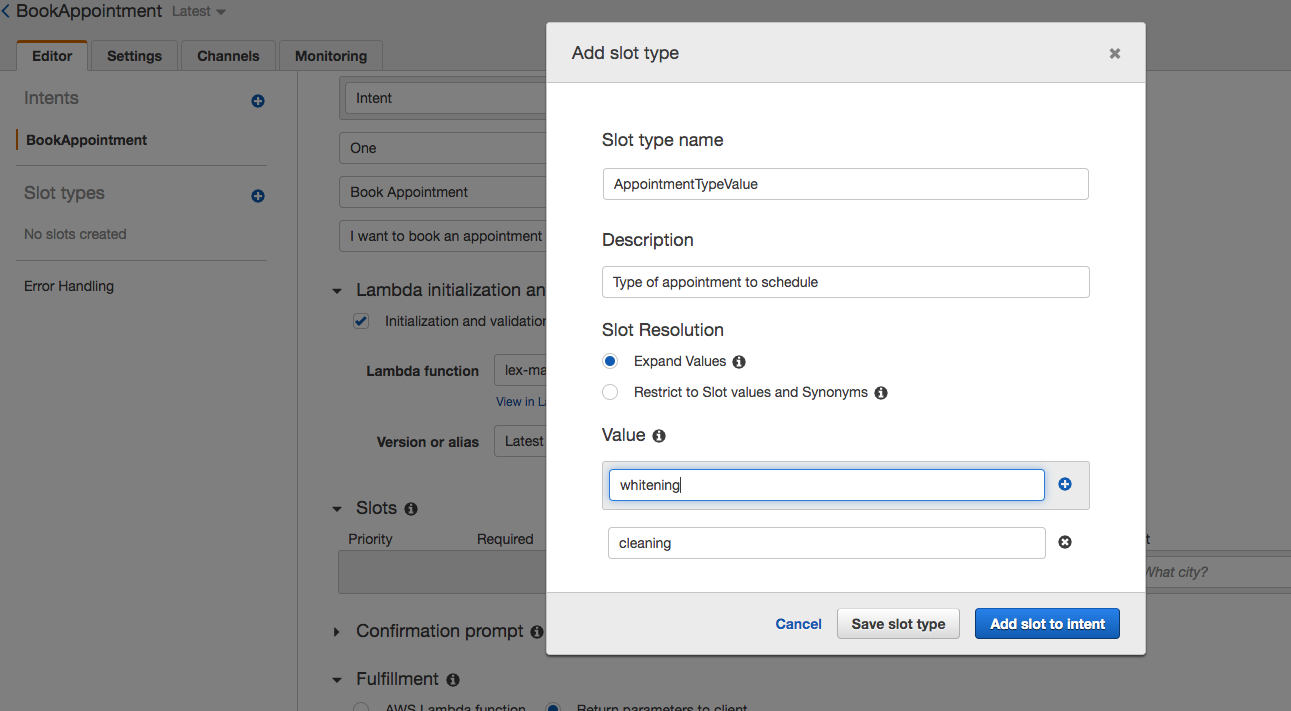 BookAppointment Latest
Editor Settings Channels Monitoring
Intents
BookAppointment
Slot types
No slots created
Error Handling
Intent
One
Book Appointment
I want to book an appointment
Lambda initialization an
Initialization and validation
Lambda function lex-ma
View in La
Version or alias Latest
Slots
Priority Required
What city?
Confirmation prompt
Fulfillment
AWS Lambda function Return parameters to client
Add slot type
Slot type name
AppointmentTypeValue
Description
Type of appointment to schedule
Slot Resolution
Expand Values
Restrict to Slot values and Synonyms
Value
whitening
cleaning
Cancel Save slot type Add slot to intent